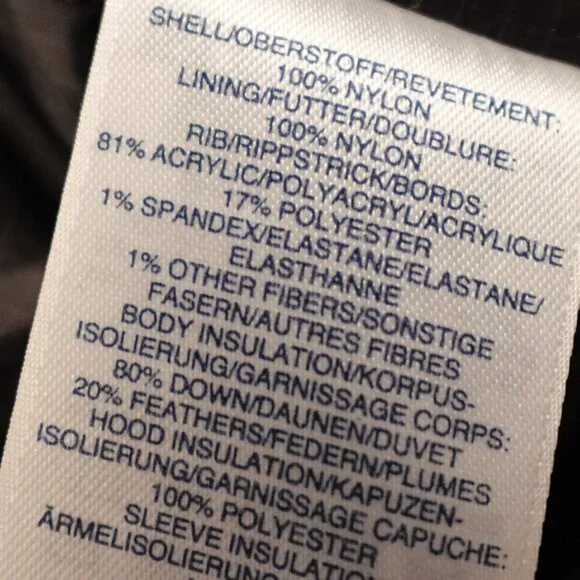 SHELL/OBERSTOFF/REVETEMENT:
100% NYLON
LINING/FUTTER/DOUBLURE:
100% NYLON
RIB/RIPPSTRICK/BORDS:
81% ACRYLIC/POLYACRYL/ACRYLIQUE
17% POLYESTER
1% SPANDEX/ELASTANE/ELASTANE/
ELASTHANNE
1% OTHER FIBERS/SONSTIGE
FASERN/AUTRES FIBRES
BODY INSULATION/KORPUS-
ISOLIERUNG/GARNISSAGE CORPS:
80% DOWN/DAUNEN/DUVET
20% FEATHERS/FEDERN/PLUMES
HOOD INSULATION/KAPUZEN-
ISOLIERUNG/GARNISSAGE CAPUCHE:
100% POLYESTER
SLEEVE INSULATION
ÄRMELISOLIERUNG